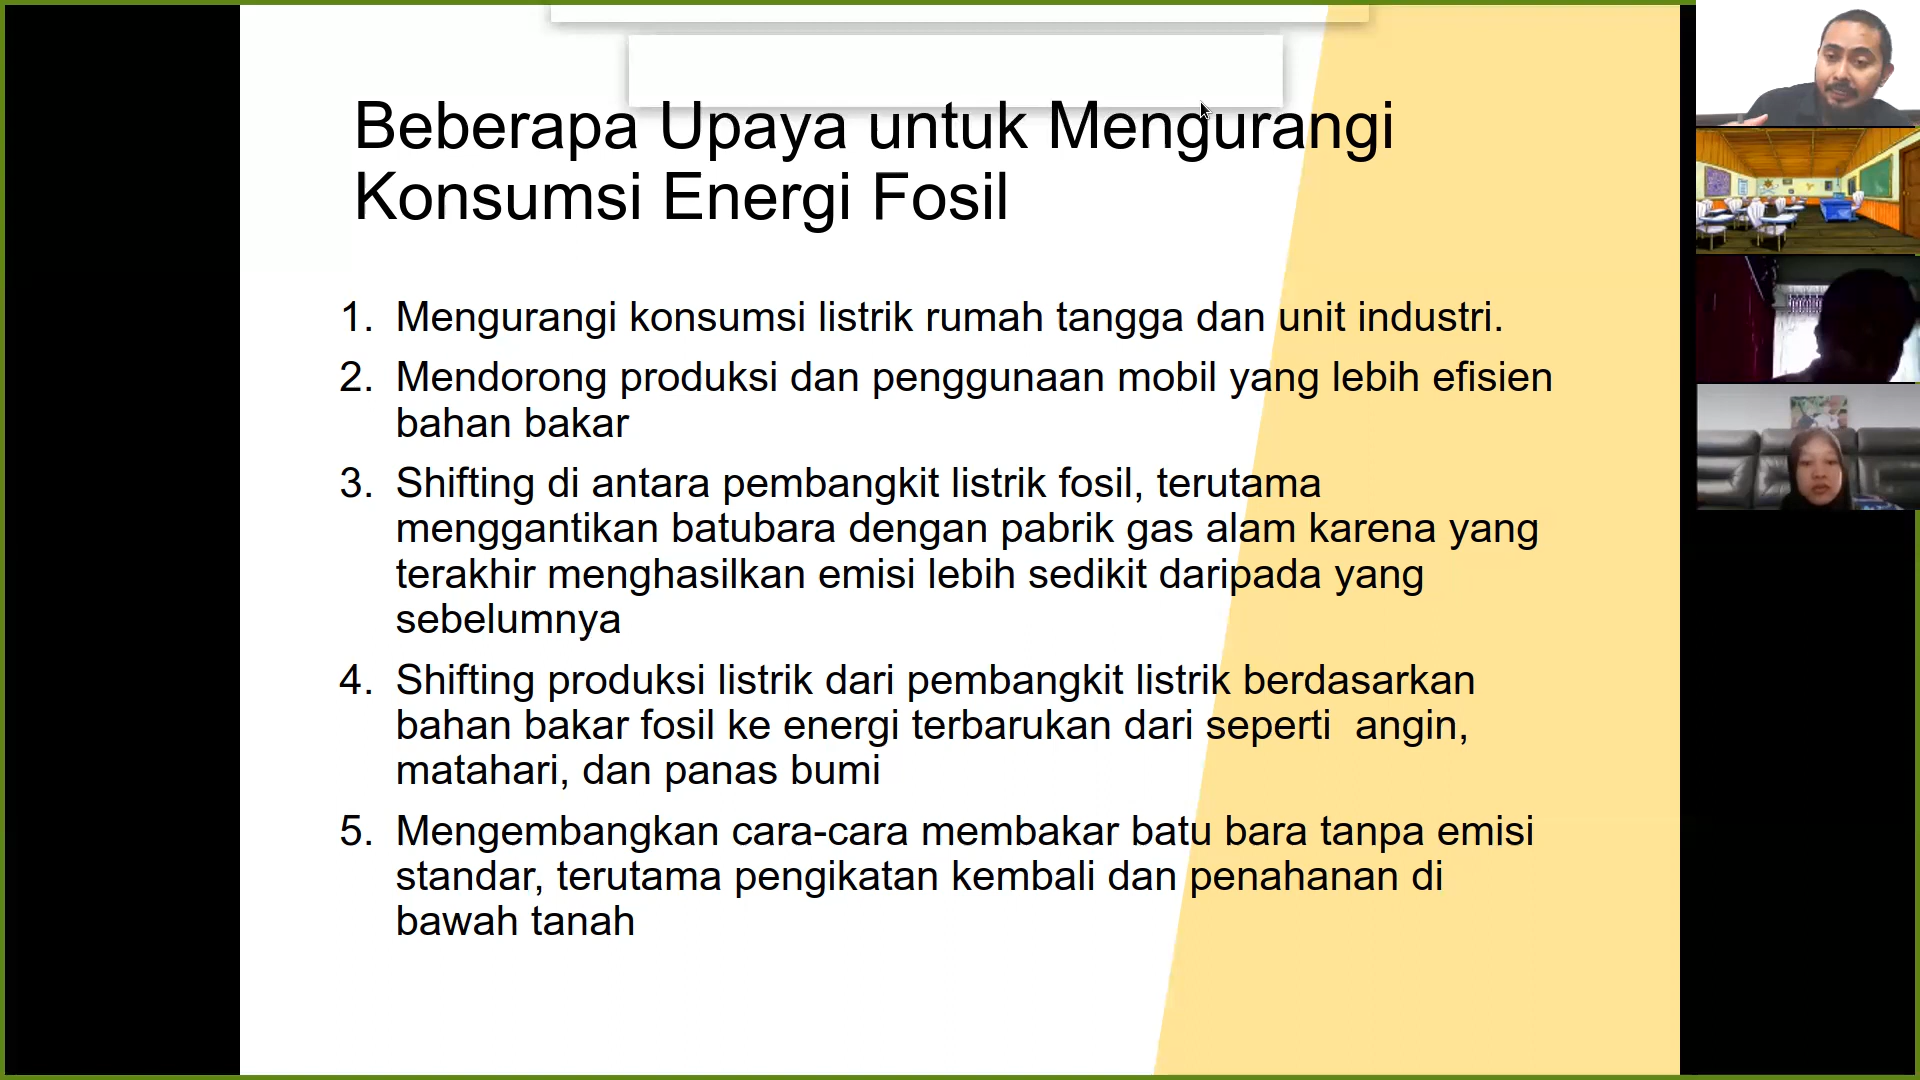 Beberapa Upaya untuk Mengurangi
Konsumsi Energi Fosil
1. Mengurangi konsumsi listrik rumah tangga dan unit industri.
2. Mendorong produksi dan penggunaan mobil yang lebih efisien
bahan bakar
3. Shifting di antara pembangkit listrik fosil, terutama
menggantikan batubara dengan pabrik gas alam karena yang
terakhir menghasilkan emisi lebih sedikit daripada yang
sebelumnya
4. Shifting produksi listrik dari pembangkit listrik berdasarkan
bahan bakar fosil ke energi terbarukan dari seperti  angin,
matahari, dan panas bumi
5. Mengembangkan cara-cara membakar batu bara tanpa emisi
standar, terutama pengikatan kembali dan penahanan di
bawah tanah